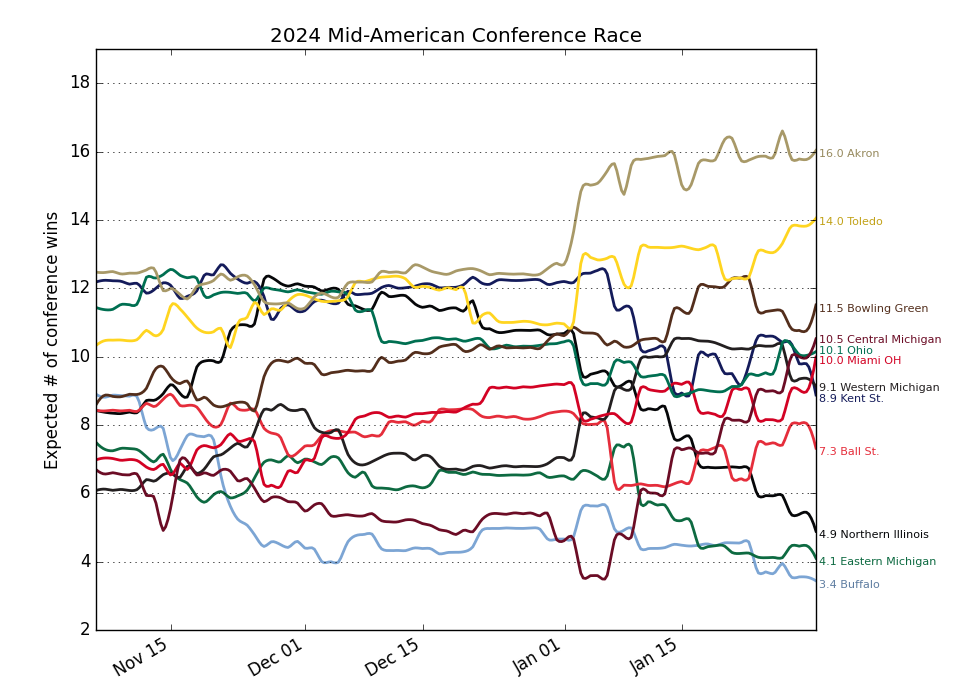 2024 Mid-American Conference Race
Expected # of conference wins
18
16
14
12
10
8
6
4
2
Nov 15
Dec 01
Dec 15
Jan 01
Jan 15
16.0 Akron
14.0 Toledo
11.5 Bowling Green
10.5 Central Michigan
10.1 Ohio
10.0 Miami OH
9.1 Western Michigan
8.9 Kent St.
7.3 Ball St.
4.9 Northern Illinois
4.1 Eastern Michigan
3.4 Buffalo